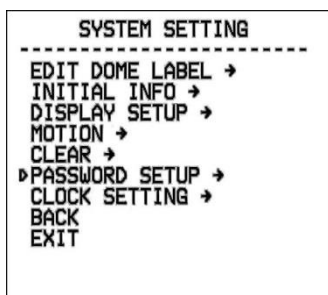 SYSTEM SETTING
EDIT DOME LABEL →
INITIAL INFO →
DISPLAY SETUP →
MOTION →
CLEAR →
PASSWORD SETUP →
CLOCK SETTING →
BACK
EXIT